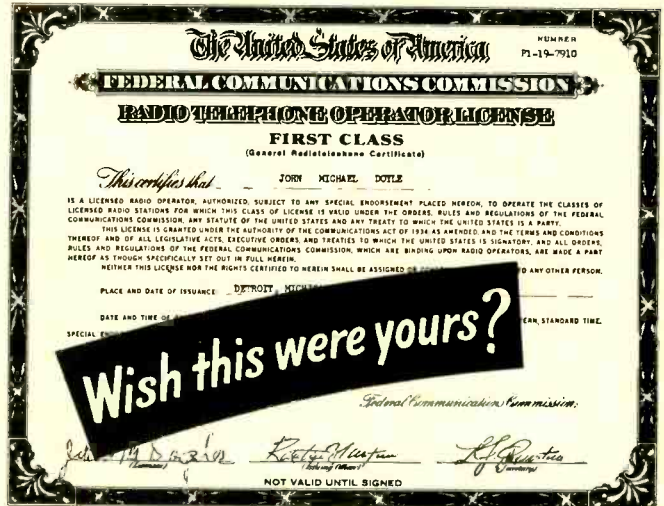 The United States of America
NUMBER
P1-19-7910
FEDERAL COMMUNICATIONS COMMISSION
RADIO TELEPHONE OPERATOR LICENSE
FIRST CLASS
(General Radiotelephone Certificate)
This certifies that JOHN MICHAEL DOYLE
IS A LICENSED RADIO OPERATOR, AUTHORIZED, SUBJECT TO ANY SPECIAL ENDORSEMENT PLACED HEREON, TO OPERATE THE CLASSES OF
LICENSED RADIO STATIONS FOR WHICH THIS CLASS OF LICENSE IS VALID UNDER THE ORDERS, RULES AND REGULATIONS OF THE FEDERAL
COMMUNICATIONS COMMISSION, ANY STATUTE OF THE UNITED STATES AND ANY TREATY TO WHICH THE UNITED STATES IS A PARTY.
THIS LICENSE IS GRANTED UNDER THE AUTHORITY OF THE COMMUNICATIONS ACT OF 1934 AS AMENDED, AND THE TERMS AND CONDITIONS
THEREOF AND OF ALL LEGISLATIVE ACTS, EXECUTIVE ORDERS, AND TREATIES TO WHICH THE UNITED STATES IS SIGNATORY, AND ALL ORDERS,
RULES AND REGULATIONS OF THE FEDERAL COMMUNICATIONS COMMISSION, WHICH ARE BINDING UPON RADIO OPERATORS, ARE MADE A PART
HEREOF AS THOUGH SPECIFICALLY SET OUT IN FULL HEREIN.
NEITHER THIS LICENSE NOR THE RIGHTS CERTIFIED TO HEREIN SHALL BE ASSIGNED OR ANY OTHER PERSON.
PLACE AND DATE OF ISSUANCE: DETROIT,
DATE AND TIME OF STANDARD TIME.
SPECIAL
Wish this were yours?
Federal Communications Commission:
NOT VALID UNTIL SIGNED